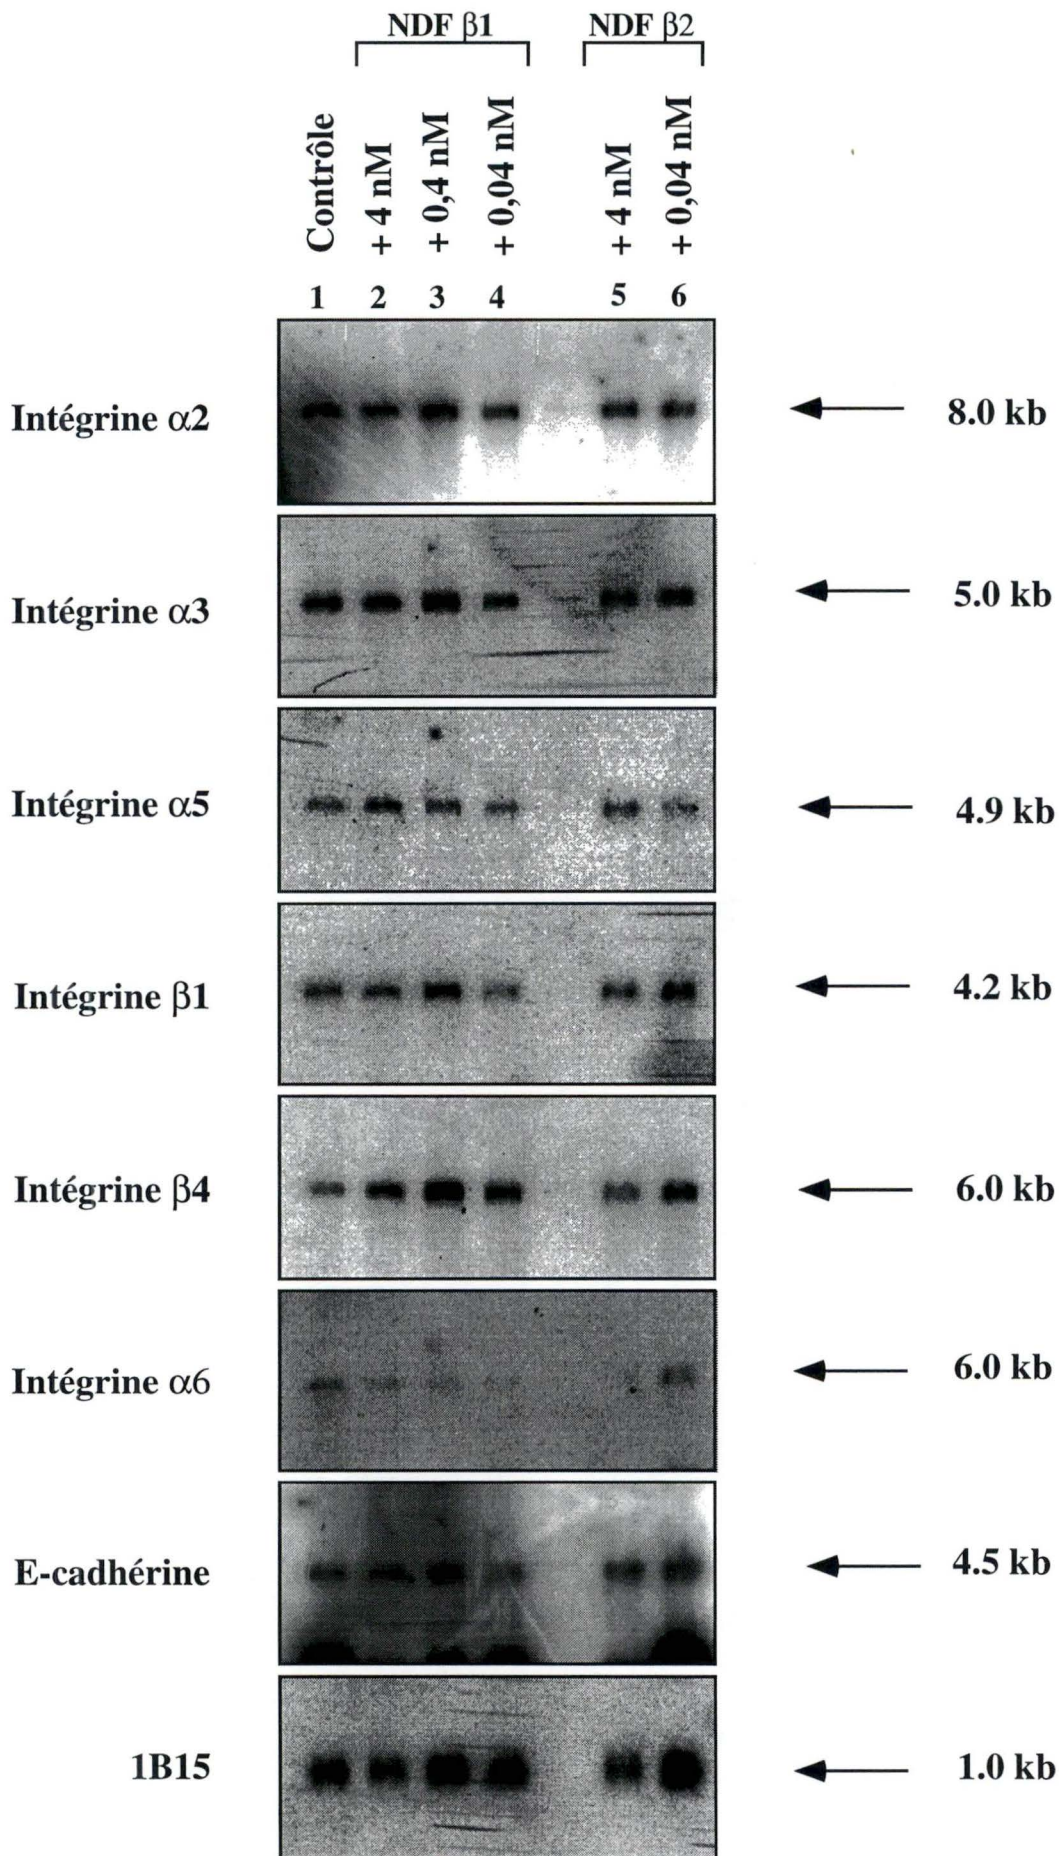 NDF β1 NDF β2
Contrôle
+ 4 nM
+ 0,4 nM
+ 0,04 nM
+ 4 nM
+ 0,04 nM
1 2 3 4 5 6
Intégrine α2 8.0 kb
Intégrine α3 5.0 kb
Intégrine α5 4.9 kb
Intégrine β1 4.2 kb
Intégrine β4 6.0 kb
Intégrine α6 6.0 kb
E-cadhérine 4.5 kb
1B15 1.0 kb